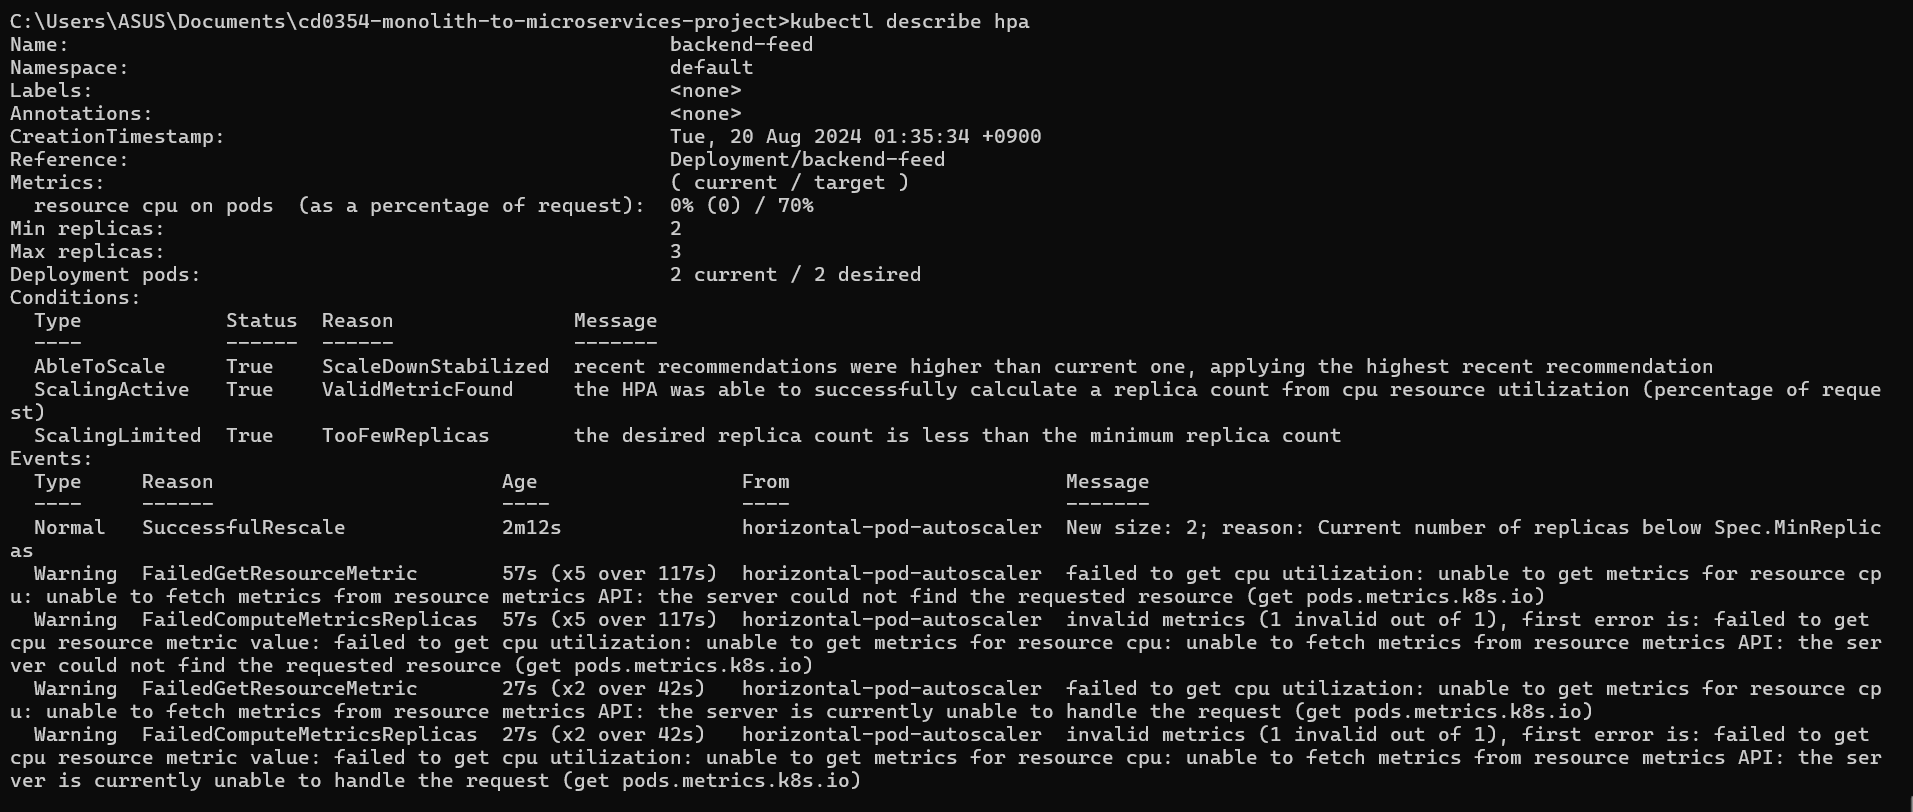 C:\Users\ASUS\Documents\cd0354-monolith-to-microservices-project>kubectl describe hpa
Name:                                                  backend-feed
Namespace:                                             default
Labels:                                                <none>
Annotations:                                           <none>
CreationTimestamp:                                     Tue, 20 Aug 2024 01:35:34 +0900
Reference:                                             Deployment/backend-feed
Metrics:                                               ( current / target )
  resource cpu on pods  (as a percentage of request):  0% (0) / 70%
Min replicas:                                          2
Max replicas:                                          3
Deployment pods:                                       2 current / 2 desired
Conditions:
  Type            Status  Reason               Message
  ----            ------  ------               -------
  AbleToScale     True    ScaleDownStabilized  recent recommendations were higher than current one, applying the highest recent recommendation
  ScalingActive   True    ValidMetricFound     the HPA was able to successfully calculate a replica count from cpu resource utilization (percentage of reque
st)
  ScalingLimited  True    TooFewReplicas       the desired replica count is less than the minimum replica count
Events:
  Type     Reason                        Age                 From                       Message
  ----     ------                        ----                ----                       -------
  Normal   SuccessfulRescale             2m12s               horizontal-pod-autoscaler  New size: 2; reason: Current number of replicas below Spec.MinReplic
as
  Warning  FailedGetResourceMetric       57s (x5 over 117s)  horizontal-pod-autoscaler  failed to get cpu utilization: unable to get metrics for resource cp
u: unable to fetch metrics from resource metrics API: the server could not find the requested resource (get pods.metrics.k8s.io)
  Warning  FailedComputeMetricsReplicas  57s (x5 over 117s)  horizontal-pod-autoscaler  invalid metrics (1 invalid out of 1), first error is: failed to get
cpu resource metric value: failed to get cpu utilization: unable to get metrics for resource cpu: unable to fetch metrics from resource metrics API: the ser
ver could not find the requested resource (get pods.metrics.k8s.io)
  Warning  FailedGetResourceMetric       27s (x2 over 42s)   horizontal-pod-autoscaler  failed to get cpu utilization: unable to get metrics for resource cp
u: unable to fetch metrics from resource metrics API: the server is currently unable to handle the request (get pods.metrics.k8s.io)
  Warning  FailedComputeMetricsReplicas  27s (x2 over 42s)   horizontal-pod-autoscaler  invalid metrics (1 invalid out of 1), first error is: failed to get
cpu resource metric value: failed to get cpu utilization: unable to get metrics for resource cpu: unable to fetch metrics from resource metrics API: the ser
ver is currently unable to handle the request (get pods.metrics.k8s.io)